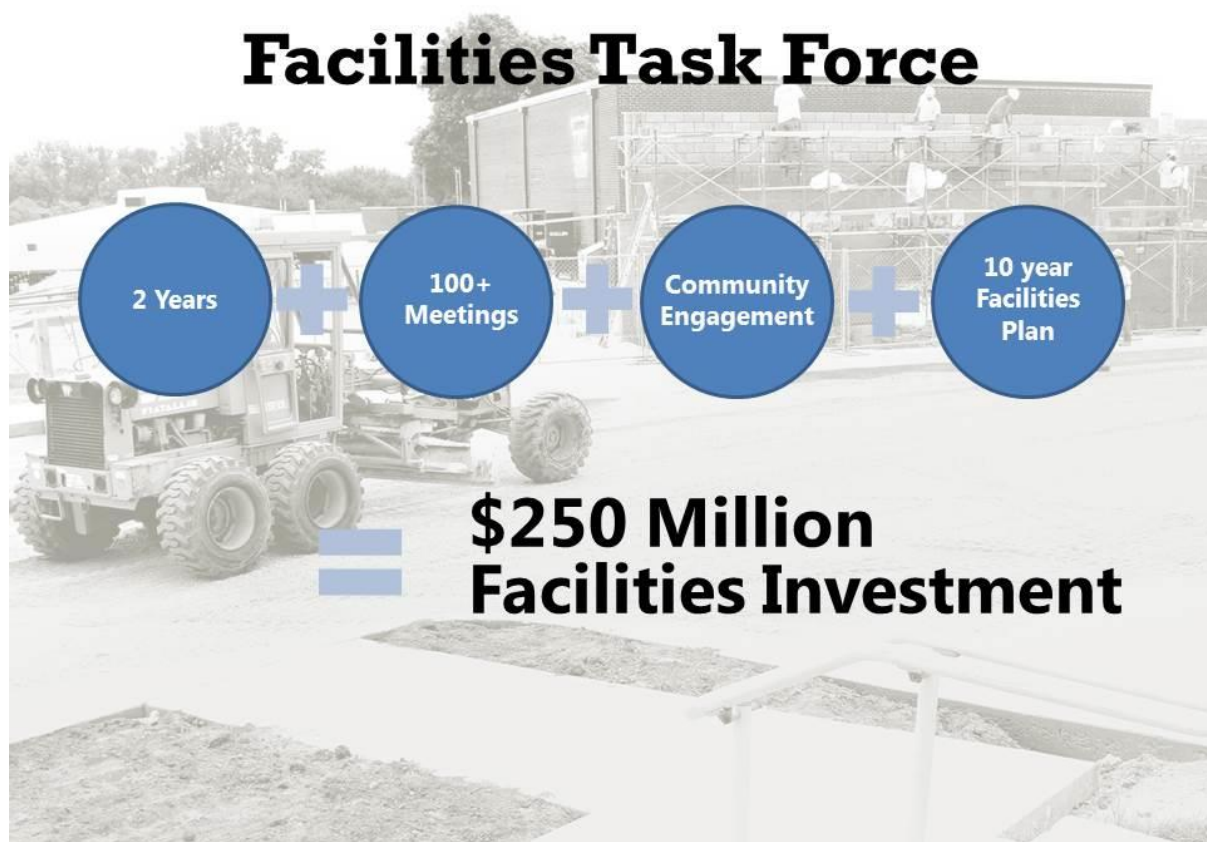 Facilities Task Force
2 Years
100+
Meetings
Community
Engagement
10 year
Facilities
Plan
$250 Million
Facilities Investment